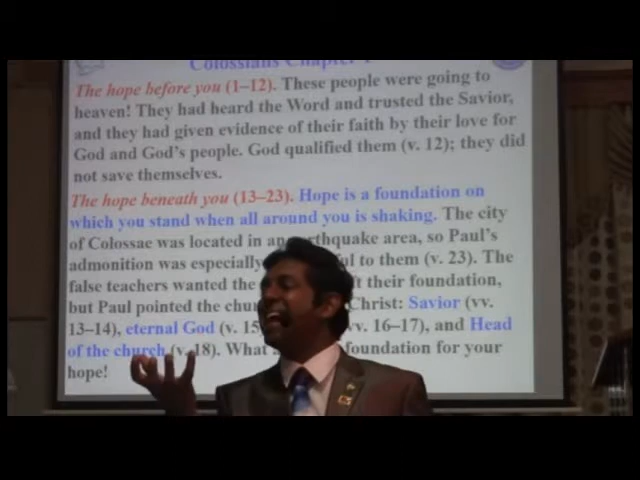 Colossians Chapter
The hope before you (1–12). These people were going to
heaven! They had heard the Word and trusted the Savior,
and they had given evidence of their faith by their love for
God and God's people. God qualified them (v. 12); they did
not save themselves.
The hope beneath you (13–23). Hope is a foundation on
which you stand when all around you is shaking. The city
of Colossae was located in an earthquake area, so Paul's
admonition was especially ful to them (v. 23). The
false teachers wanted the ft their foundation,
but Paul pointed the chu Christ: Savior (vv.
13–14), eternal God (v. 15 vv. 16–17), and Head
of the church (v. 18). What a foundation for your
hope!